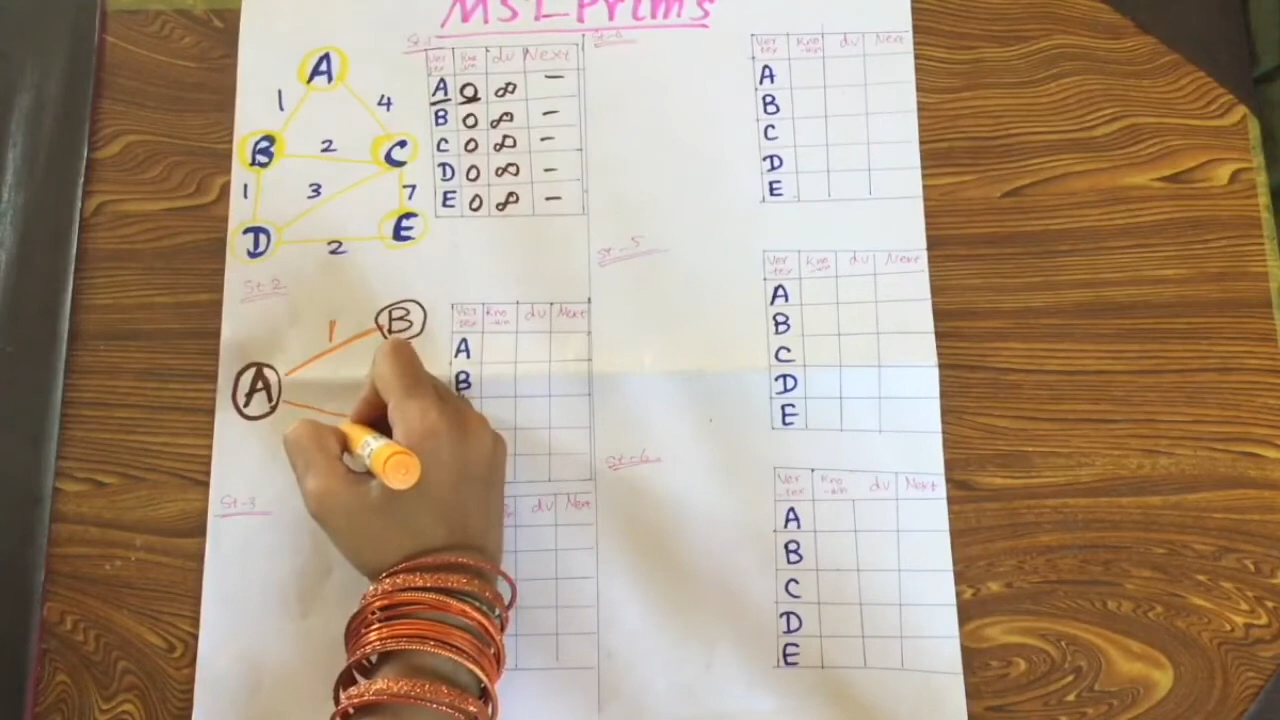 MST-Prims
A
1
4
B
2
C
1
3
7
D
E
2
St-1
Ver-tex Kno-wn dv Next
A 0 ∞ -
B 0 ∞ -
C 0 ∞ -
D 0 ∞ -
E 0 ∞ -
St-2
A
1
B
Ver-tex Kno-wn dv Next
A
B
St-3
dv Next
St-4
Ver-tex Kno-wn dv Next
A
B
C
D
E
St-5
Ver-tex Kno-wn dv Next
A
B
C
D
E
St-6
Ver-tex Kno-wn dv Next
A
B
C
D
E